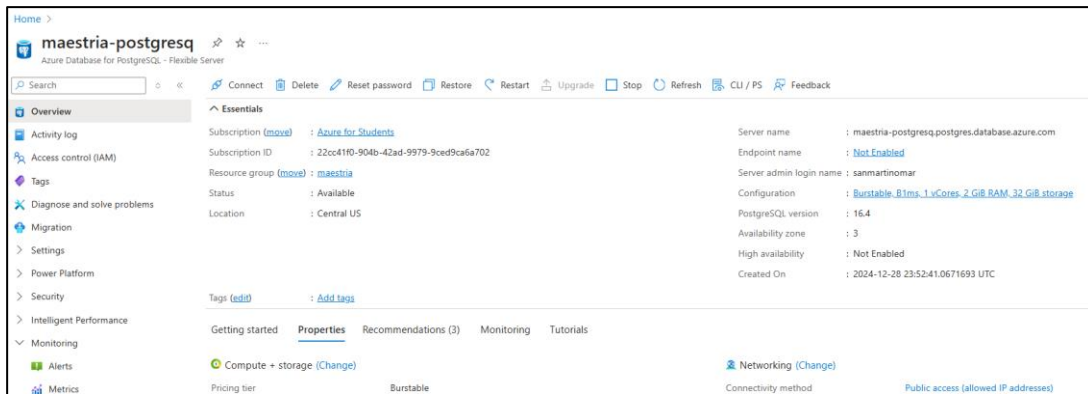 Home >
maestria-postgresq
Azure Database for PostgreSQL - Flexible Server
Search
Overview
Activity log
Access control (IAM)
Tags
Diagnose and solve problems
Migration
Settings
Power Platform
Security
Intelligent Performance
Monitoring
Alerts
Metrics
Connect Delete Reset password Restore Restart Upgrade Stop Refresh CLI / PS Feedback
Essentials
Subscription (move) : Azure for Students
Subscription ID : 22cc41f0-904b-42ad-9979-9ced9ca6a702
Resource group (move) : maestria
Status : Available
Location : Central US
Server name : maestria-postgresq.postgres.database.azure.com
Endpoint name : Not Enabled
Server admin login name : sanmartinomar
Configuration : Burstable, B1ms, 1 vCores, 2 GiB RAM, 32 GiB storage
PostgreSQL version : 16.4
Availability zone : 3
High availability : Not Enabled
Created On : 2024-12-28 23:52:41.0671693 UTC
Tags (edit) : Add tags
Getting started Properties Recommendations (3) Monitoring Tutorials
Compute + storage (Change)
Pricing tier Burstable
Networking (Change)
Connectivity method Public access (allowed IP addresses)